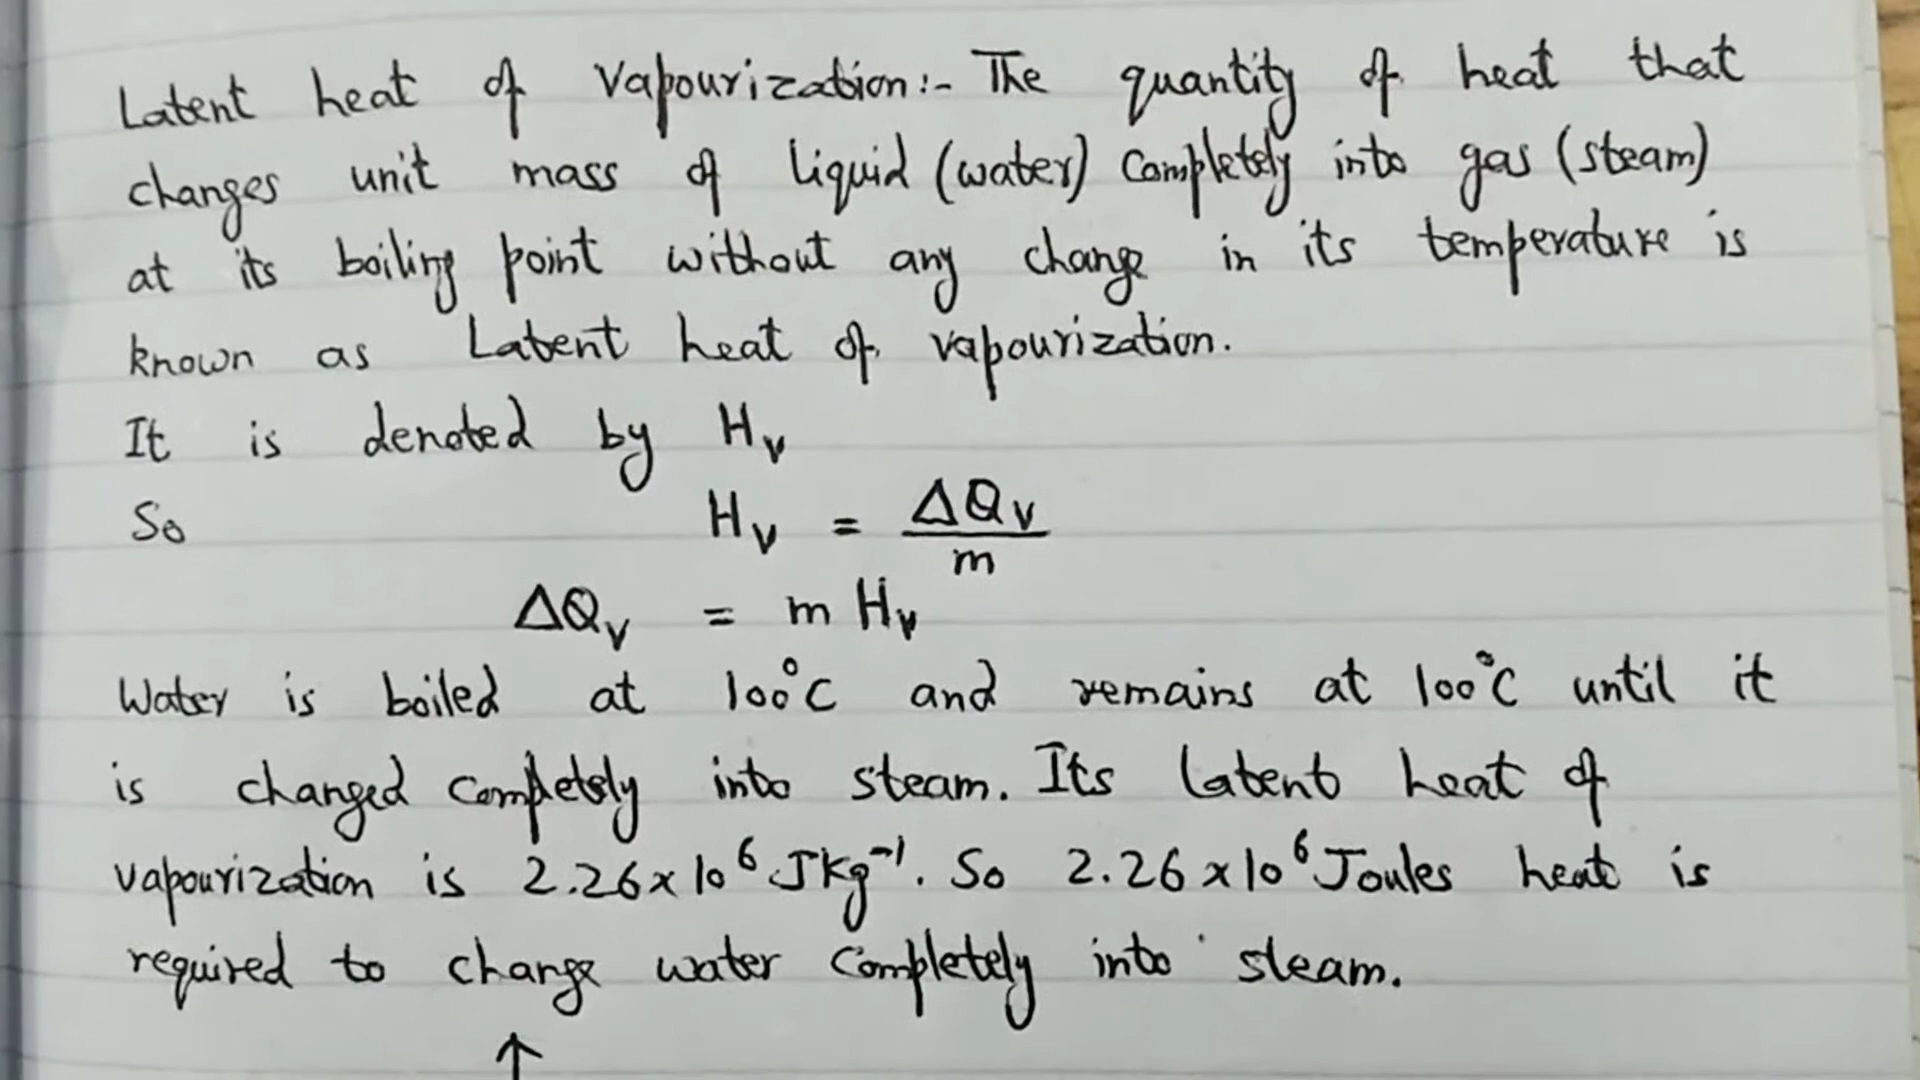 Latent heat of Vapourization:- The quantity of heat that
changes unit mass of liquid (water) Completely into gas (steam)
at its boiling point without any change in its temperature is
known as Latent heat of vapourization.
It is denoted by Hv
So Hv = ΔQv / m
ΔQv = m Hv
Water is boiled at 100°C and remains at 100°C until it
is changed completely into steam. Its latent heat of
vapourization is 2.26 x 10⁶ Jkg⁻¹. So 2.26 x 10⁶ Joules heat is
required to change water completely into steam.
↑